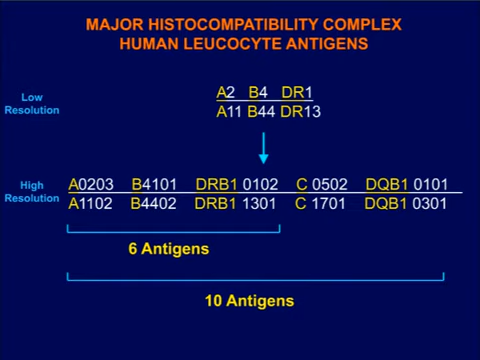 MAJOR HISTOCOMPATIBILITY COMPLEX
HUMAN LEUCOCYTE ANTIGENS
Low
Resolution
A2 B4 DR1
A11 B44 DR13
High
Resolution
A0203 B4101 DRB1 0102 C 0502 DQB1 0101
A1102 B4402 DRB1 1301 C 1701 DQB1 0301
6 Antigens
10 Antigens